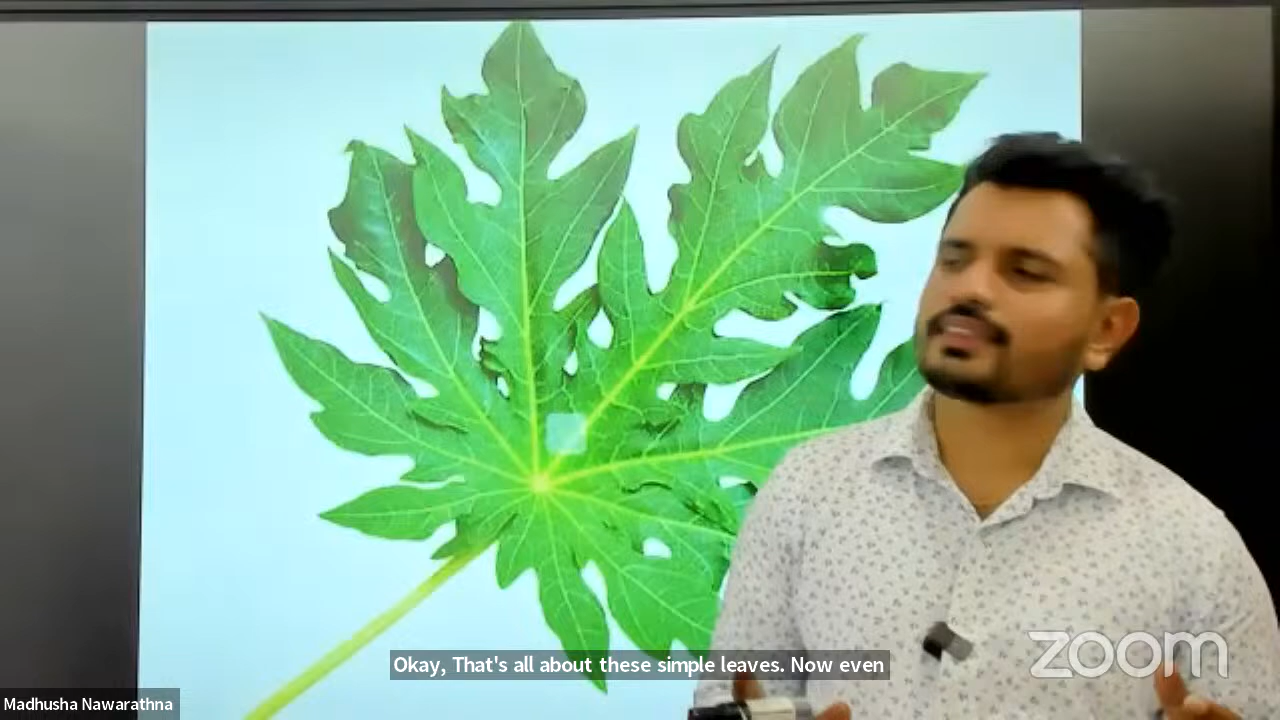 Okay, That's all about these simple leaves. Now even
zoom
Madhusha Nawarathna